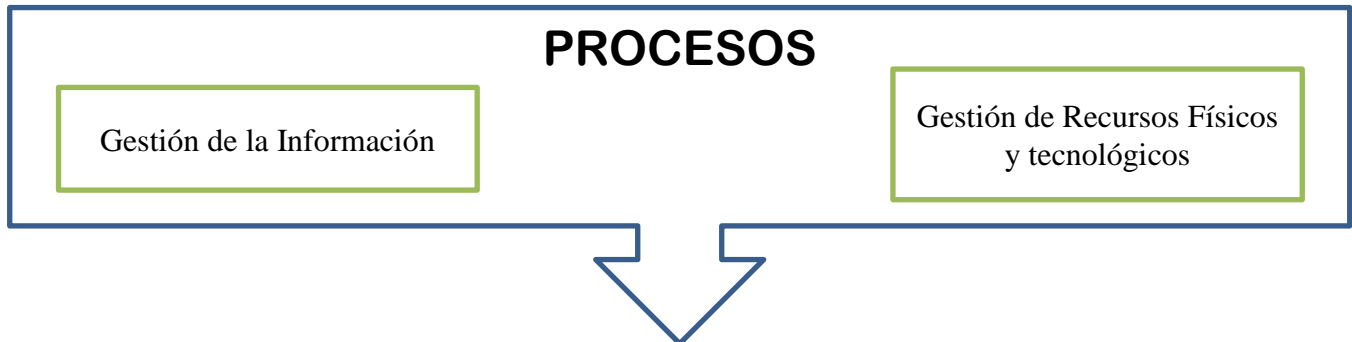 PROCESOS
Gestión de la Información
Gestión de Recursos Físicos
y tecnológicos